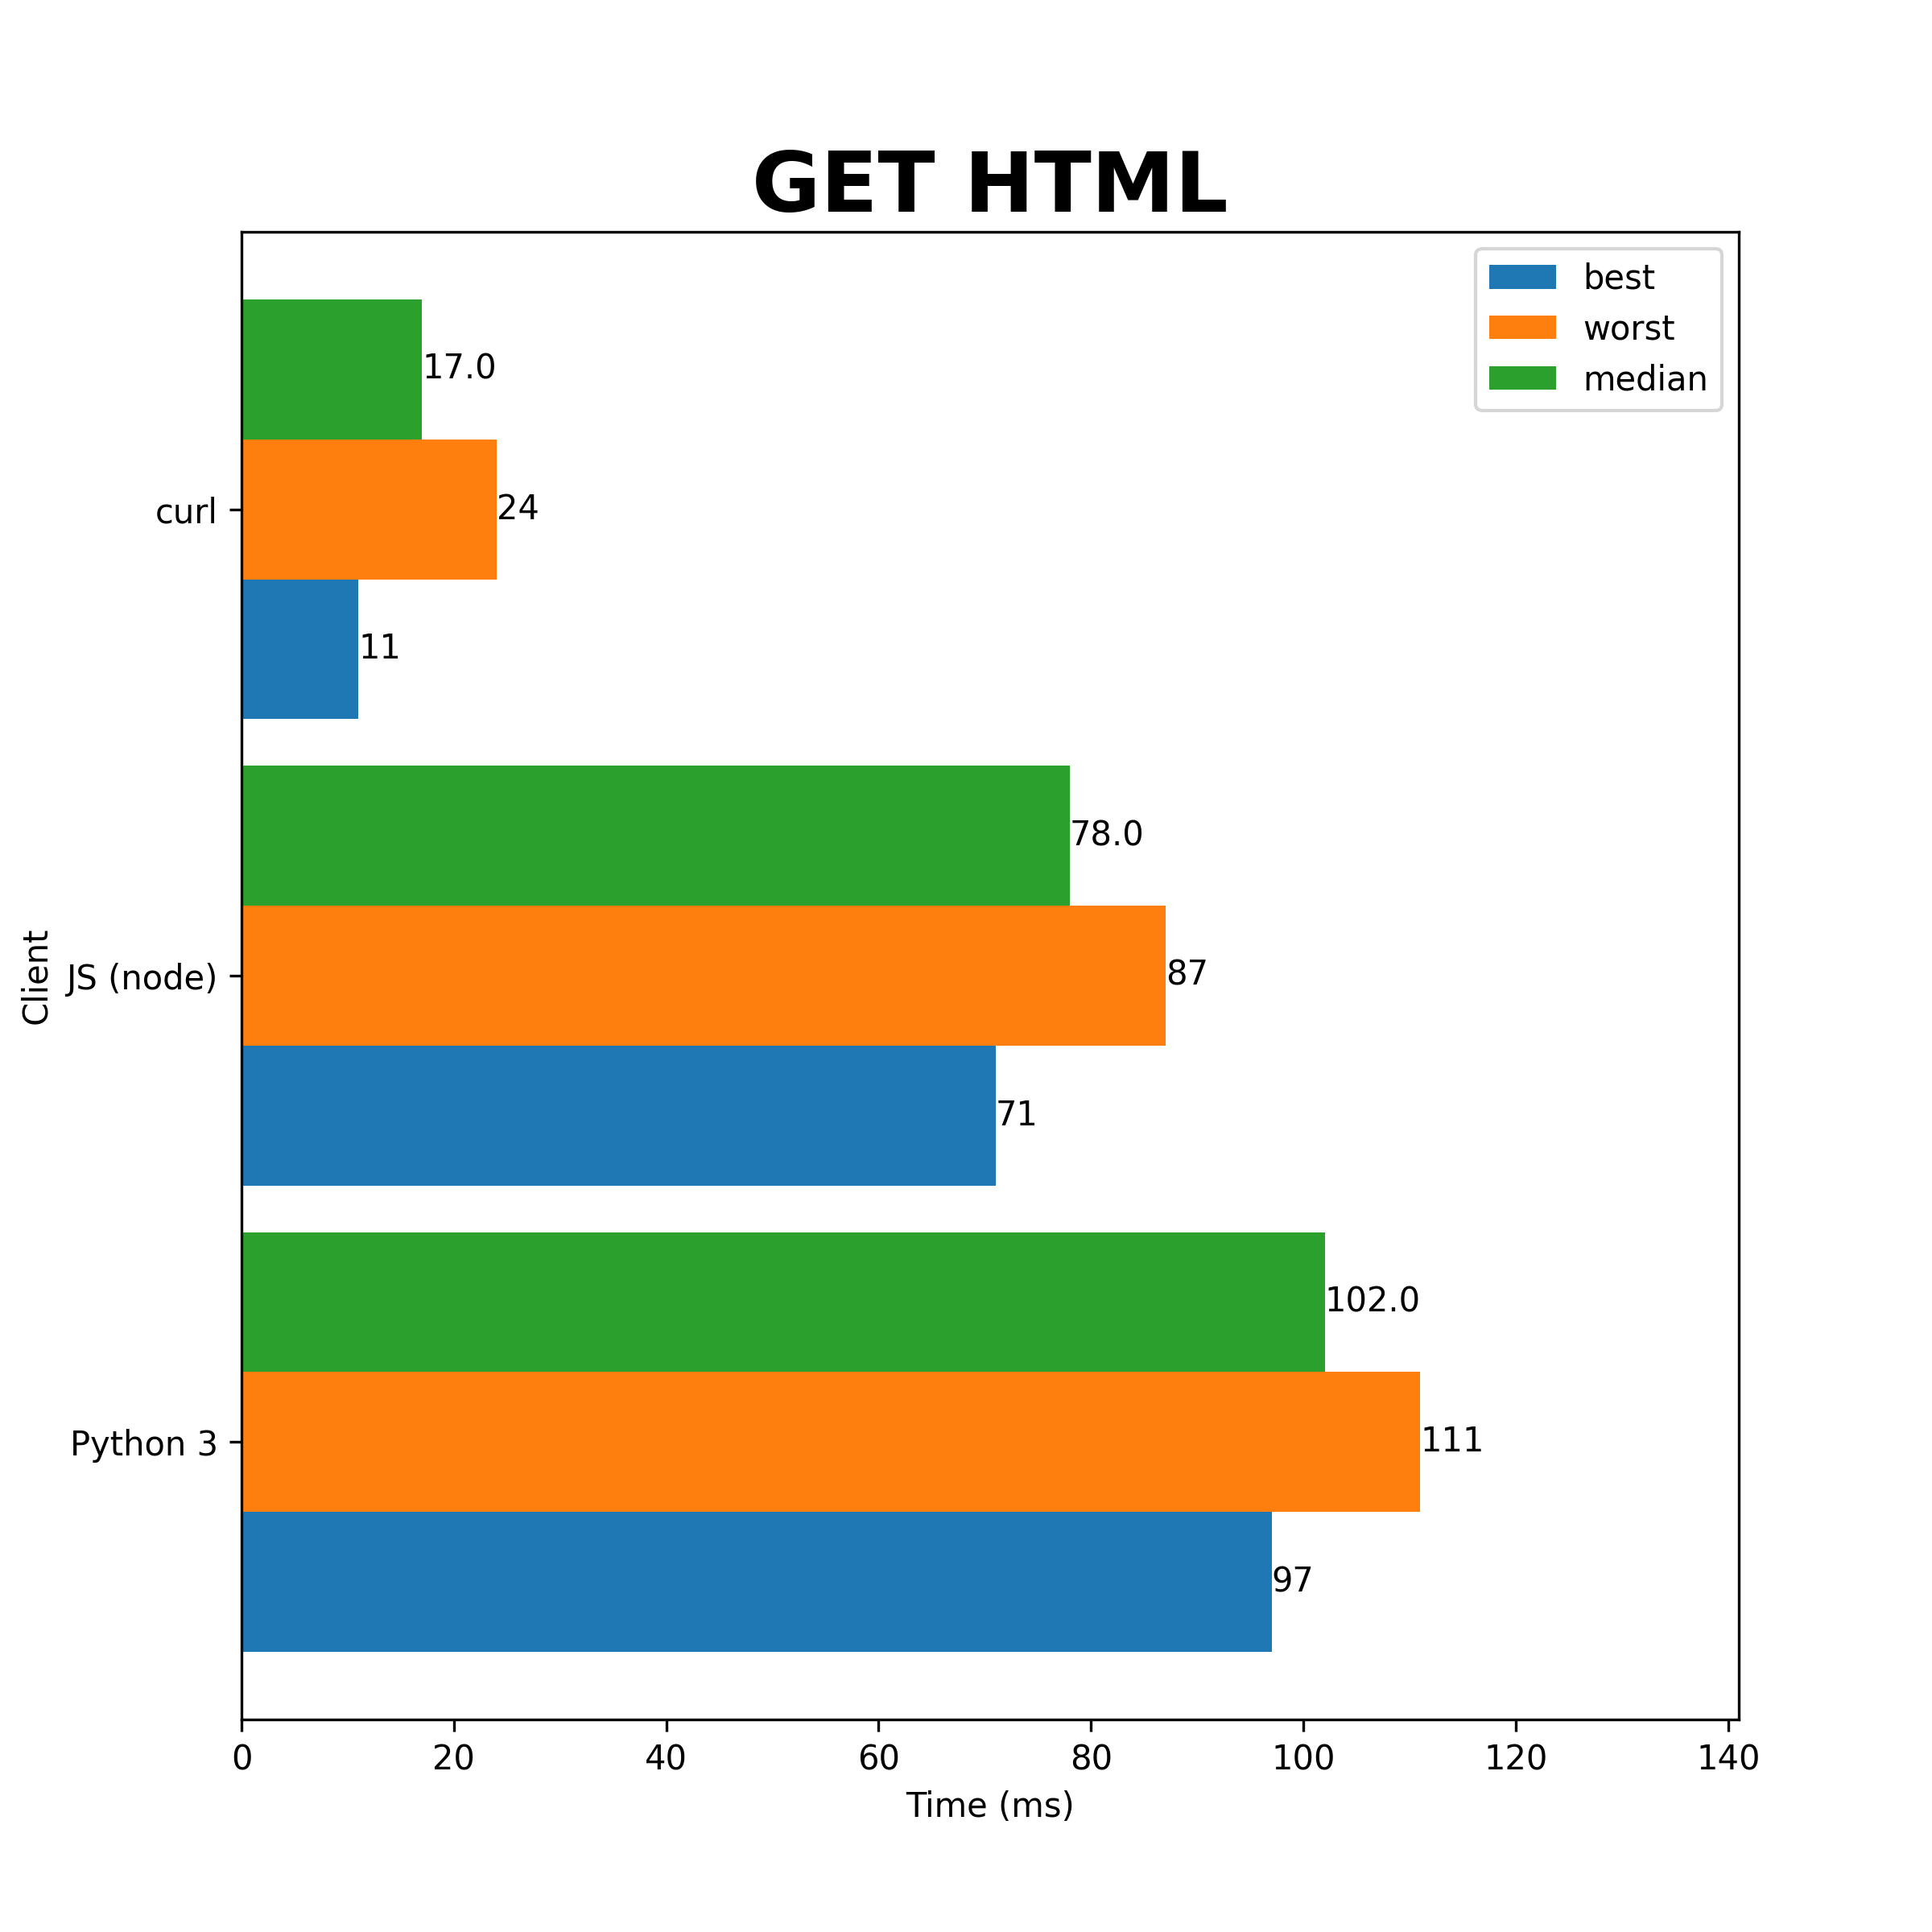 GET HTML
best
worst
median
17.0
curl
24
11
78.0
Client
JS (node)
87
71
102.0
Python 3
111
97
0 20 40 60 80 100 120 140
Time (ms)